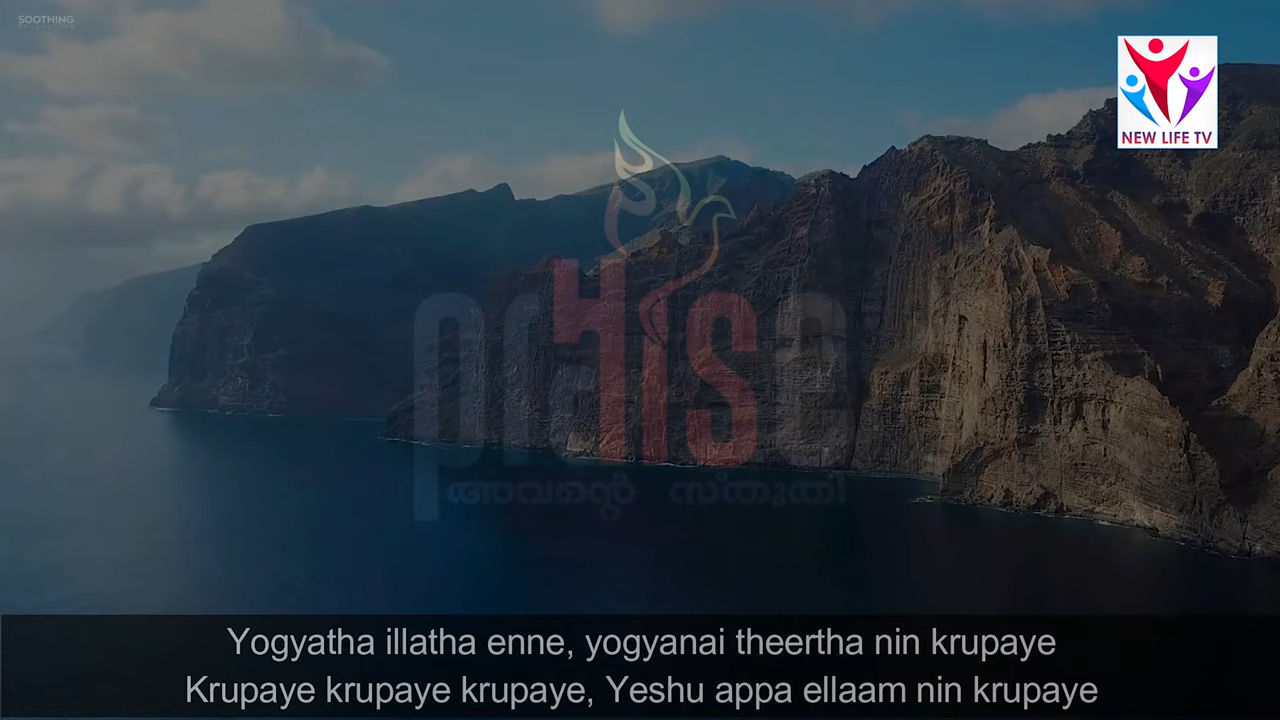 SOOTHING
NEW LIFE TV
praHise
അവന്റെ സ്തുതി
Yogyatha illatha enne, yogyanai theertha nin krupaye
Krupaye krupaye krupaye, Yeshu appa ellaam nin krupaye